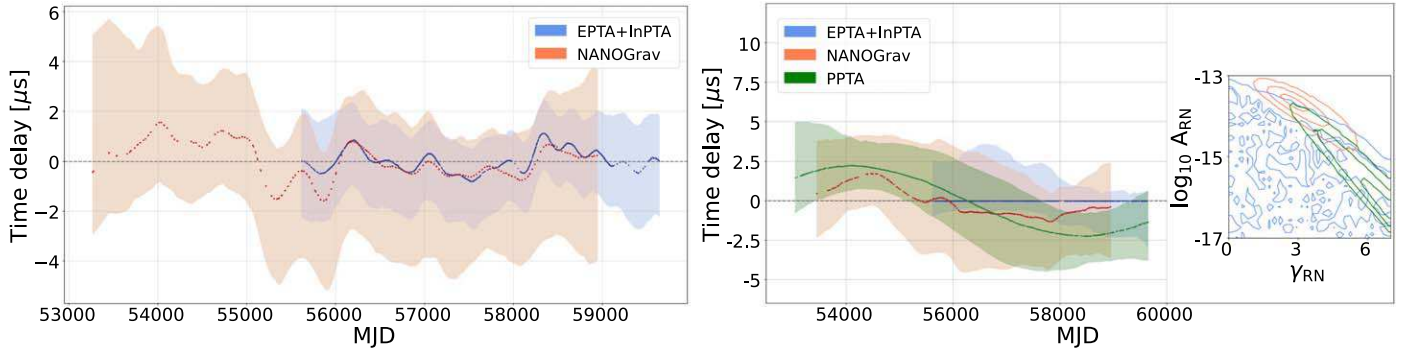 6
4
2
0
−2
−4
Time delay [μs]
53000 54000 55000 56000 57000 58000 59000
MJD
EPTA+InPTA
NANOGrav
10
7.5
5
2.5
0
-2.5
-5
Time delay [μs]
54000 56000 58000 60000
MJD
EPTA+InPTA
NANOGrav
PPTA
-13
-15
-17
log₁₀ A_RN
0 3 6
γ_RN